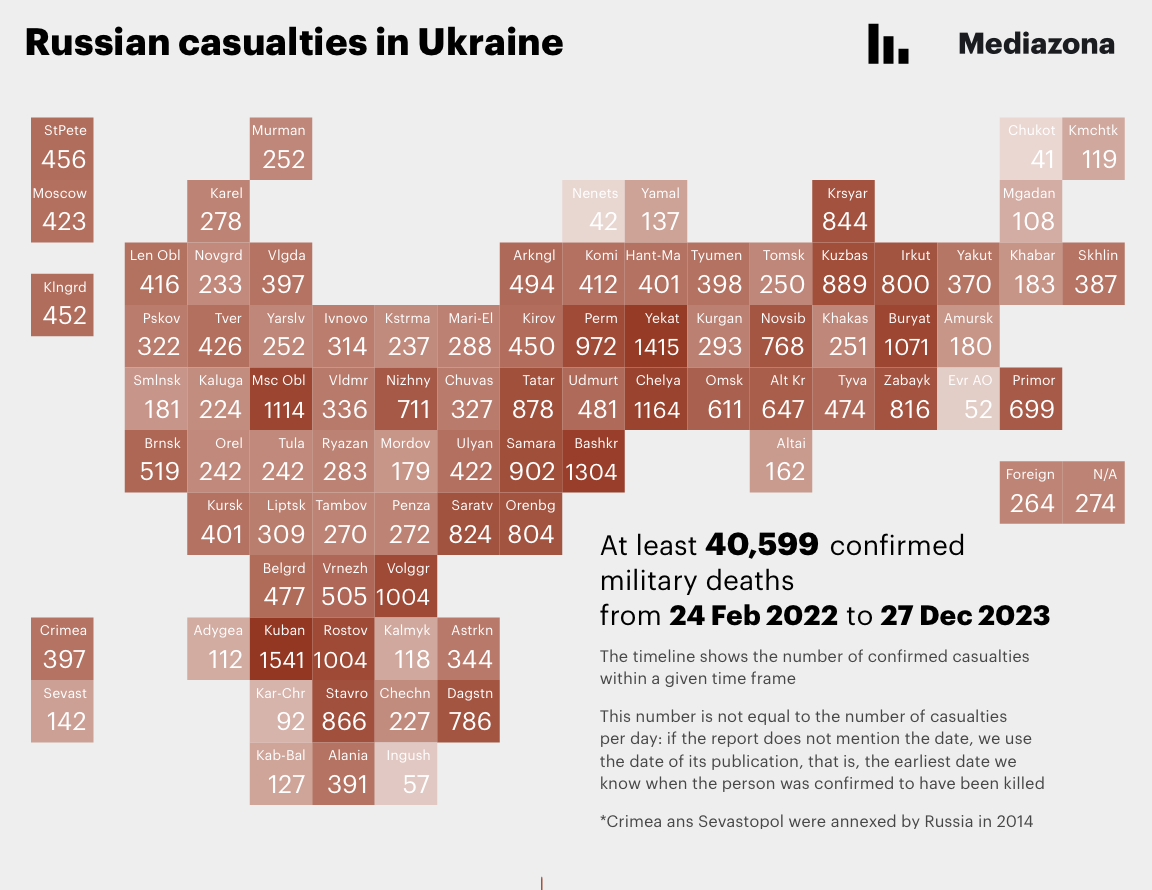 Russian casualties in Ukraine
Mediazona
StPete Murman Chukot Kmchtk
456 252 41 119
Moscow Karel Nenets Yamal Krsyar Mgadan
423 278 42 137 844 108
Len Obl Novgrd Vlgda Arkngl Komi Hant-Ma Tyumen Tomsk Kuzbas Irkut Yakut Khabar Skhlin
416 233 397 494 412 401 398 250 889 800 370 183 387
Klngrd
452
Pskov Tver Yarslv Ivnovo Kstrma Mari-El Kirov Perm Yekat Kurgan Novsib Khakas Buryat Amursk
322 426 252 314 237 288 450 972 1415 293 768 251 1071 180
Smlnsk Kaluga Msc Obl Vldmr Nizhny Chuvas Tatar Udmurt Chelya Omsk Alt Kr Tyva Zabayk Evr AO Primor
181 224 1114 336 711 327 878 481 1164 611 647 474 816 52 699
Brnsk Orel Tula Ryazan Mordov Ulyan Samara Bashkr Altai
519 242 242 283 179 422 902 1304 162
Foreign N/A
264 274
Kursk Liptsk Tambov Penza Saratv Orenbg
401 309 270 272 824 804
At least 40,599 confirmed
military deaths
from 24 Feb 2022 to 27 Dec 2023
Belgrd Vrnezh Volggr
477 505 1004
Crimea Adygea Kuban Rostov Kalmyk Astrkn
397 112 1541 1004 118 344
Sevast Kar-Chr Stavro Chechn Dagstn
142 92 866 227 786
Kab-Bal Alania Ingush
127 391 57
The timeline shows the number of confirmed casualties
within a given time frame
This number is not equal to the number of casualties
per day: if the report does not mention the date, we use
the date of its publication, that is, the earliest date we
know when the person was confirmed to have been killed
*Crimea ans Sevastopol were annexed by Russia in 2014